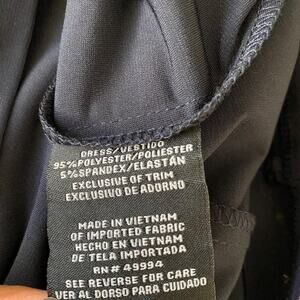 DRESS/VESTIDO
95%POLYESTER/POLIESTER
5%SPANDEX/ELASTÁN
EXCLUSIVE OF TRIM
EXCLUSIVO DE ADORNO
MADE IN VIETNAM
OF IMPORTED FABRIC
HECHO EN VIETNAM
DE TELA IMPORTADA
RN# 49994
SEE REVERSE FOR CARE
VER AL DORSO PARA CUIDADO